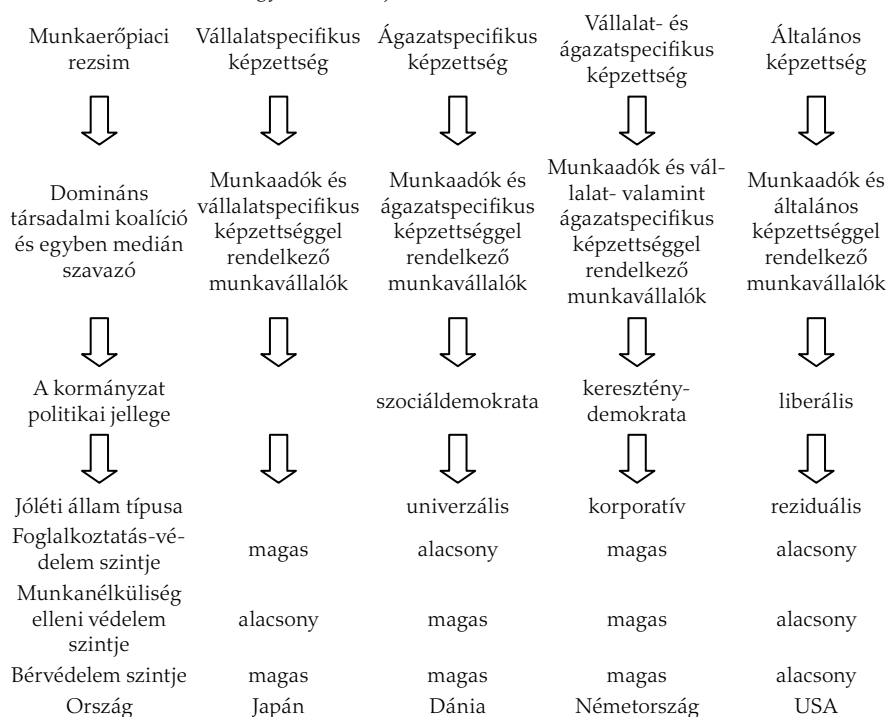 Munkaerőpiaci
rezsim
Vállalatspecifikus
képzettség
Ágazatspecifikus
képzettség
Vállalat- és
ágazatspecifikus
képzettség
Általános
képzettség
Domináns
társadalmi koalíció
és egyben medián
szavazó
Munkaadók és
vállalatspecifikus
képzettséggel
rendelkező
munkavállalók
Munkaadók és
ágazatspecifikus
képzettséggel
rendelkező
munkavállalók
Munkaadók és vál-
lalat- valamint
ágazatspecifikus
képzettséggel
rendelkező
munkavállalók
Munkaadók és
általános
képzettséggel
rendelkező
munkavállalók
A kormányzat
politikai jellege
szociáldemokrata
keresztény-
demokrata
liberális
Jóléti állam típusa
univerzális
korporatív
reziduális
Foglalkoztatás-vé-
delem szintje
magas
alacsony
magas
alacsony
Munkanélküliség
elleni védelem
szintje
alacsony
magas
magas
alacsony
Bérvédelem szintje
magas
magas
magas
alacsony
Ország
Japán
Dánia
Németország
USA